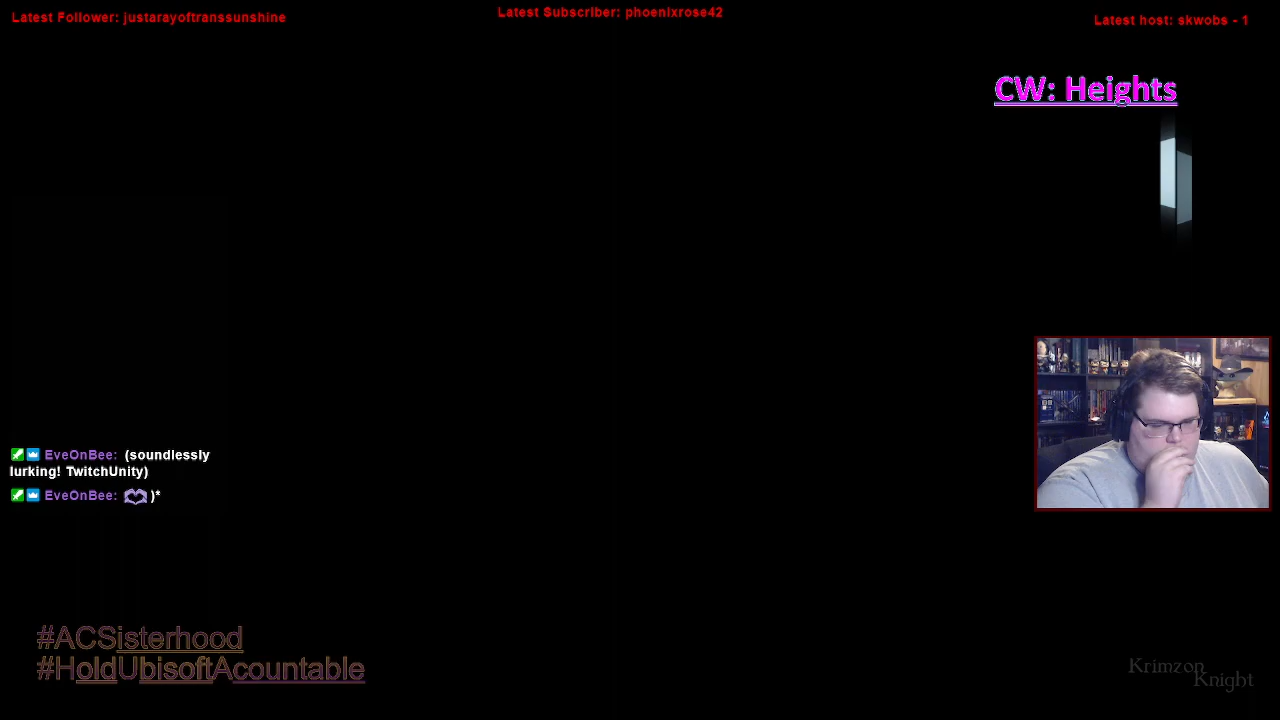 Latest Follower: justarayoftranssunshine
Latest Subscriber: phoenixrose42
Latest host: skwobs - 1
CW: Heights
EveOnBee: (soundlessly
lurking! TwitchUnity)
EveOnBee: )*
#ACSisterhood
#HoldUbisoftAcountable
Krimzon
Knight